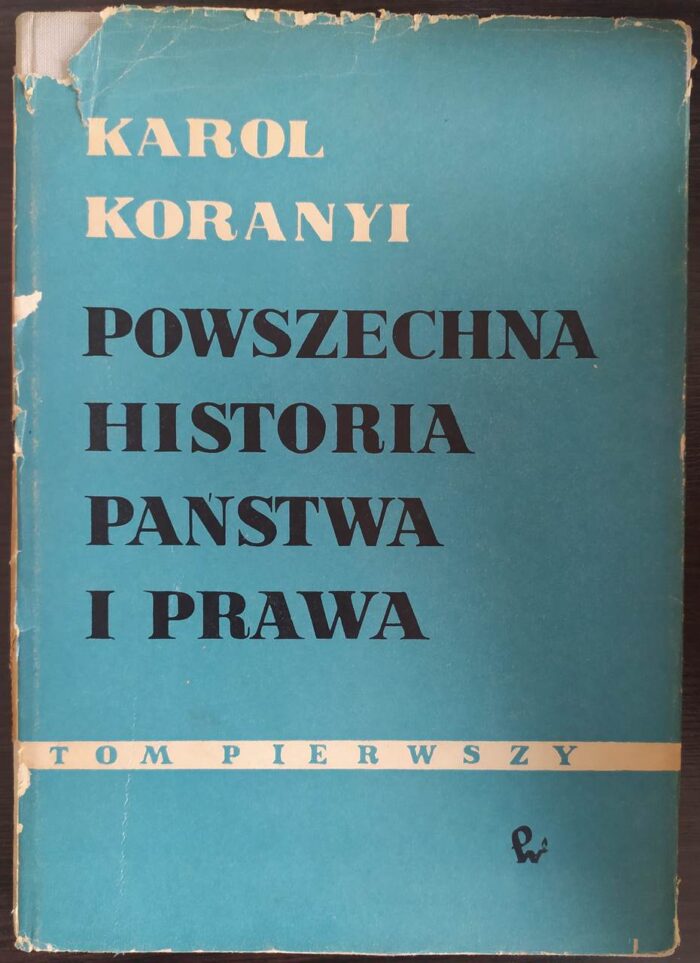 KAROL
KORANYI
POWSZECHNA
HISTORIA
PAŃSTWA
I PRAWA
TOM PIERWSZY